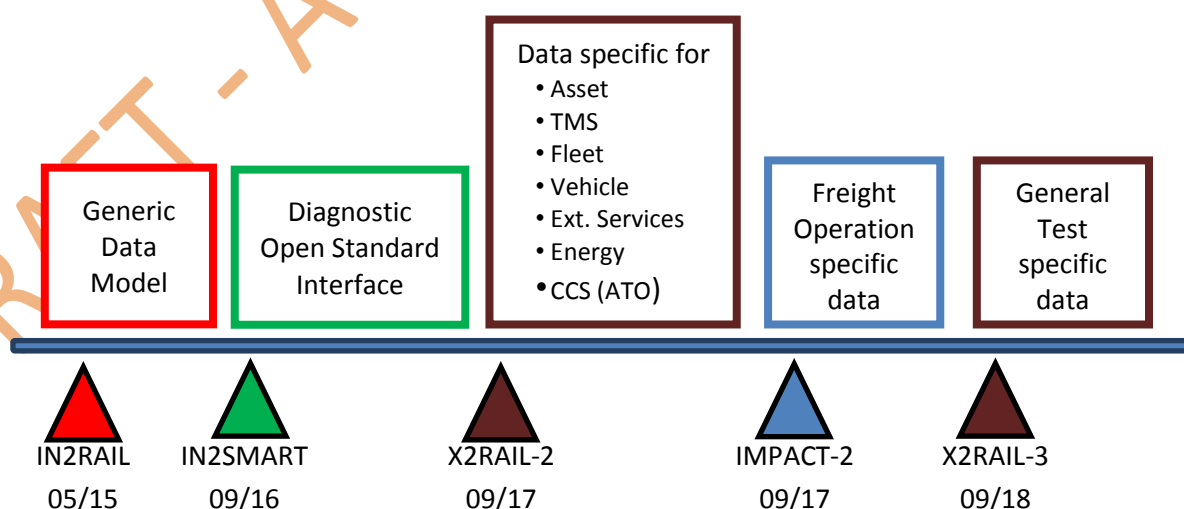 Generic
Data
Model
Diagnostic
Open Standard
Interface
Data specific for
• Asset
• TMS
• Fleet
• Vehicle
• Ext. Services
• Energy
• CCS (ATO)
Freight
Operation
specific
data
General
Test
specific
data
IN2RAIL
05/15
IN2SMART
09/16
X2RAIL-2
09/17
IMPACT-2
09/17
X2RAIL-3
09/18